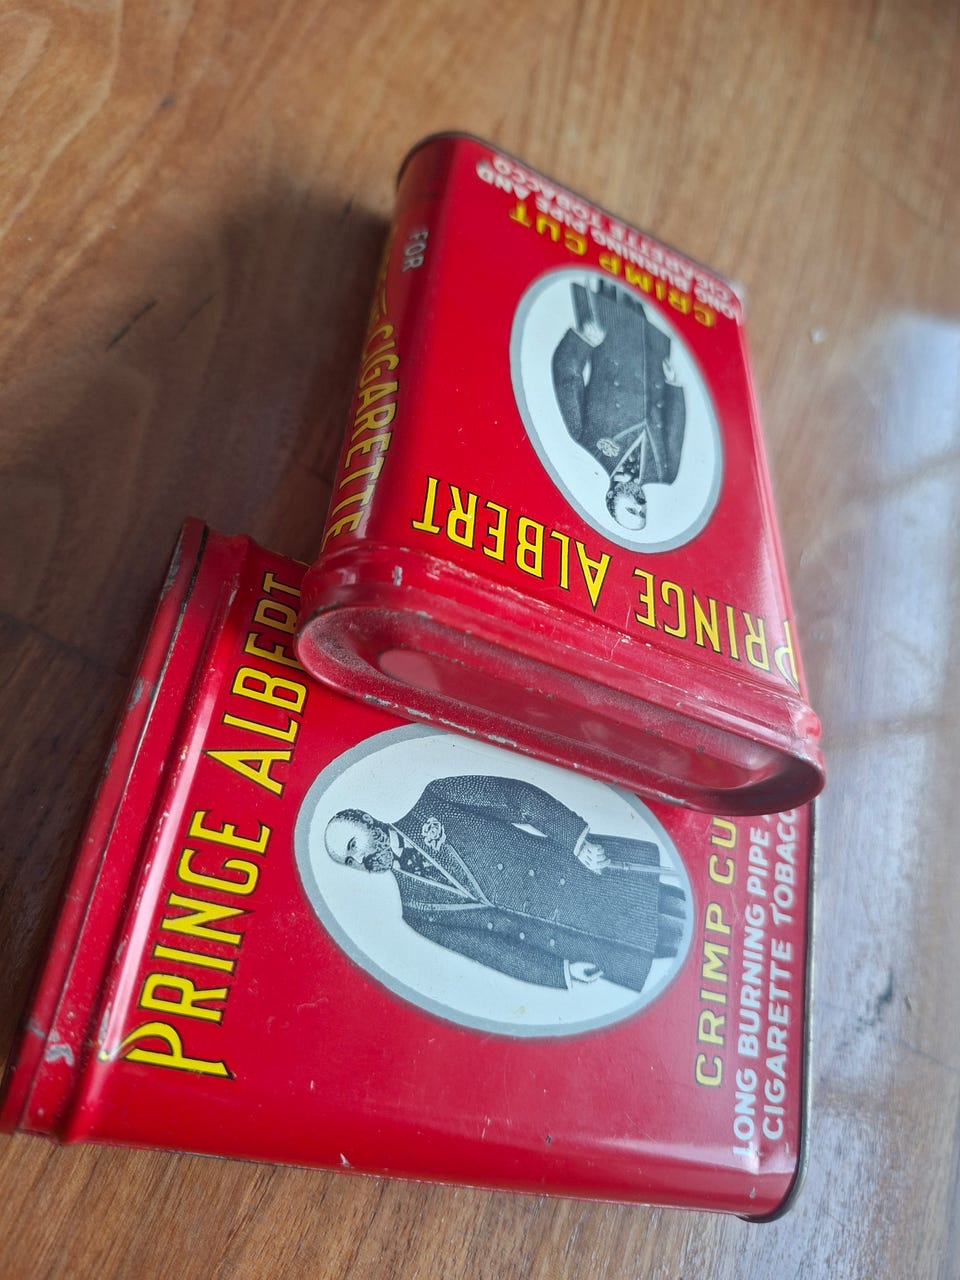 PRINCE ALBERT
CRIMP CUT
LONG BURNING PIPE AND
CIGARETTE TOBACCO
FOR
CIGARETTE
PRINCE ALBERT
CRIMP CU
LONG BURNING PIPE
CIGARETTE TOBACCO